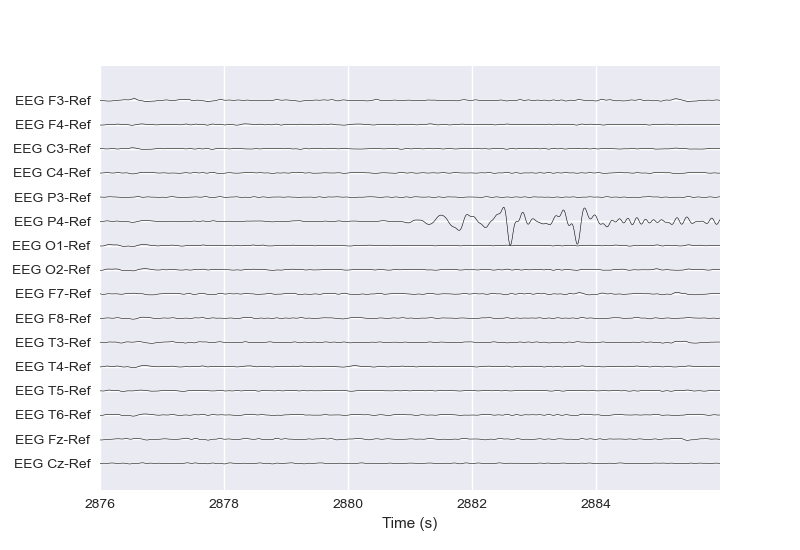 EEG F3-Ref
EEG F4-Ref
EEG C3-Ref
EEG C4-Ref
EEG P3-Ref
EEG P4-Ref
EEG O1-Ref
EEG O2-Ref
EEG F7-Ref
EEG F8-Ref
EEG T3-Ref
EEG T4-Ref
EEG T5-Ref
EEG T6-Ref
EEG Fz-Ref
EEG Cz-Ref
2876 2878 2880 2882 2884
Time (s)